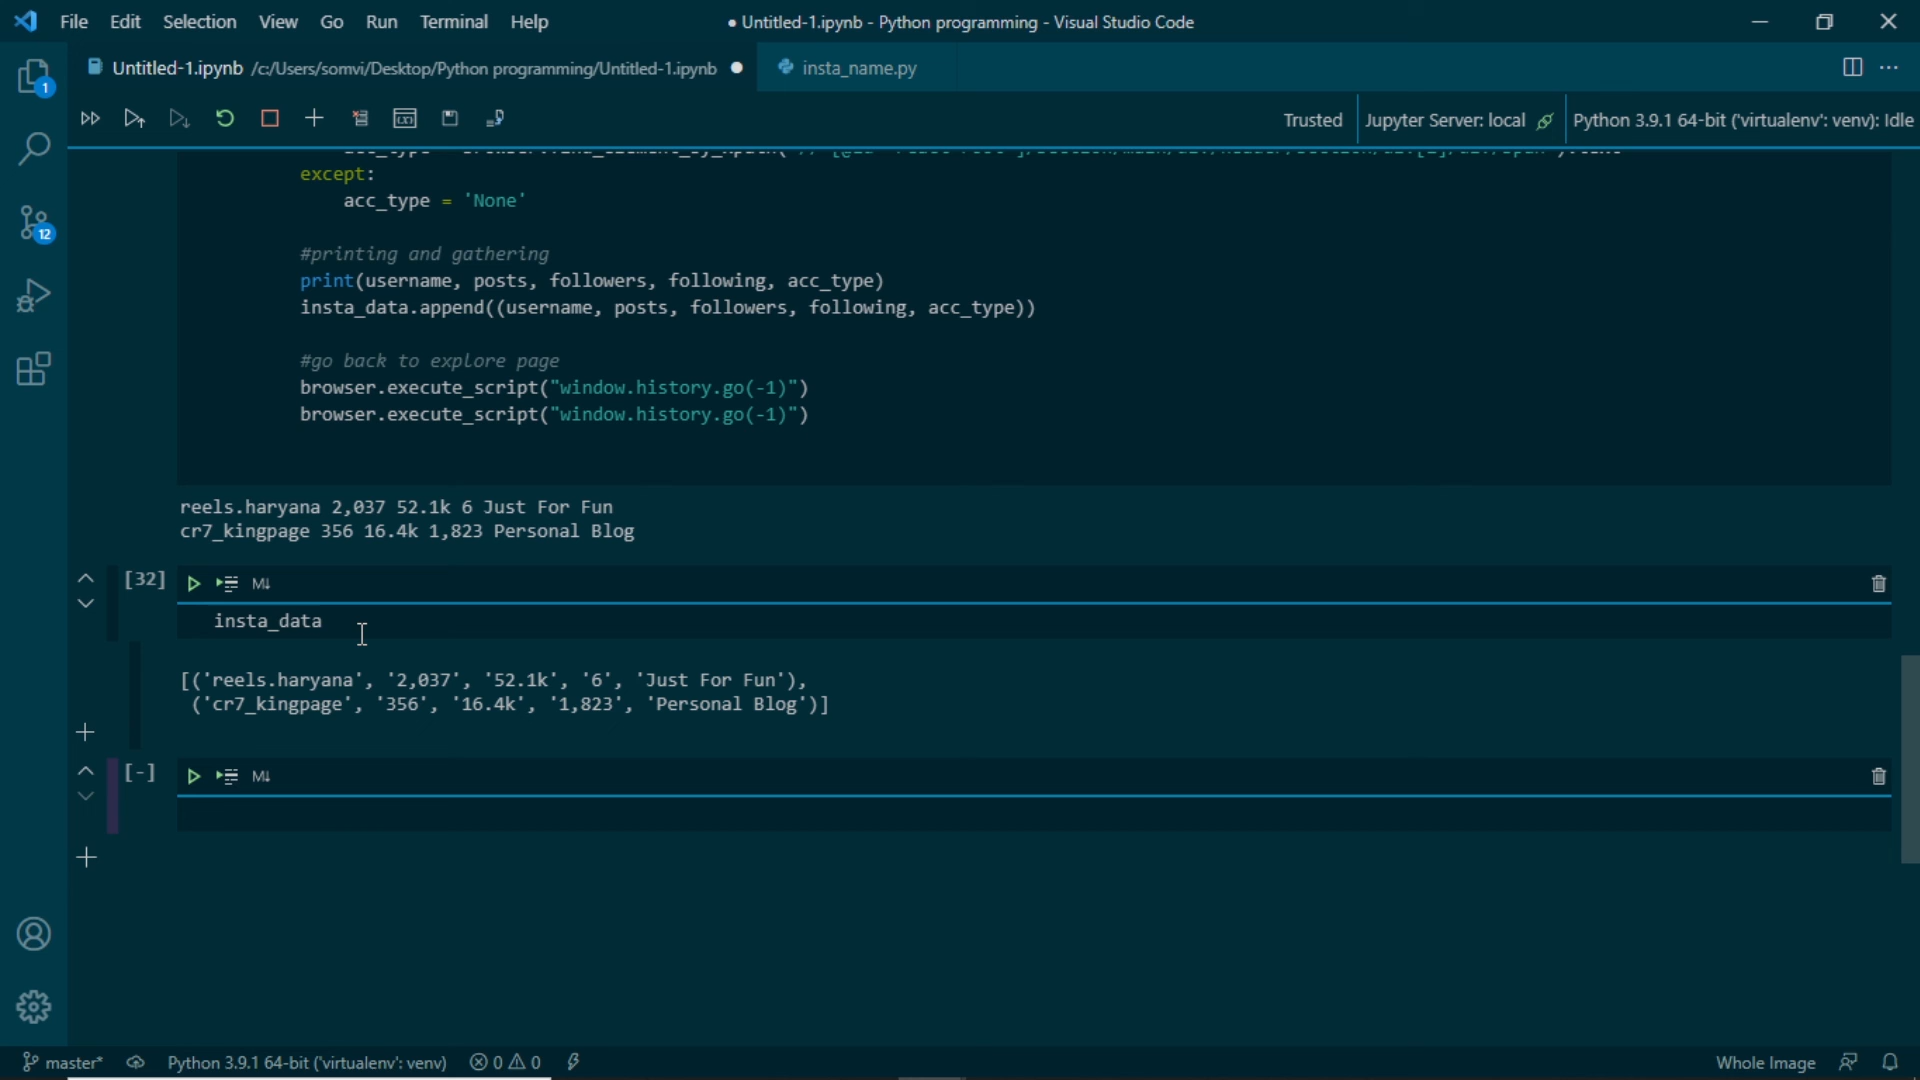 File Edit Selection View Go Run Terminal Help
● Untitled-1.ipynb - Python programming - Visual Studio Code
Untitled-1.ipynb /c:/Users/somvi/Desktop/Python programming/Untitled-1.ipynb ●
insta_name.py
1
Trusted
Jupyter Server: local
Python 3.9.1 64-bit ('virtualenv': venv): Idle
except:
acc_type = 'None'
12
#printing and gathering
print(username, posts, followers, following, acc_type)
insta_data.append((username, posts, followers, following, acc_type))
#go back to explore page
browser.execute_script("window.history.go(-1)")
browser.execute_script("window.history.go(-1)")
reels.haryana 2,037 52.1k 6 Just For Fun
cr7_kingpage 356 16.4k 1,823 Personal Blog
[32]
M↓
insta_data
[('reels.haryana', '2,037', '52.1k', '6', 'Just For Fun'),
('cr7_kingpage', '356', '16.4k', '1,823', 'Personal Blog')]
[-]
M↓
master* Python 3.9.1 64-bit ('virtualenv': venv) 0 0
Whole Image